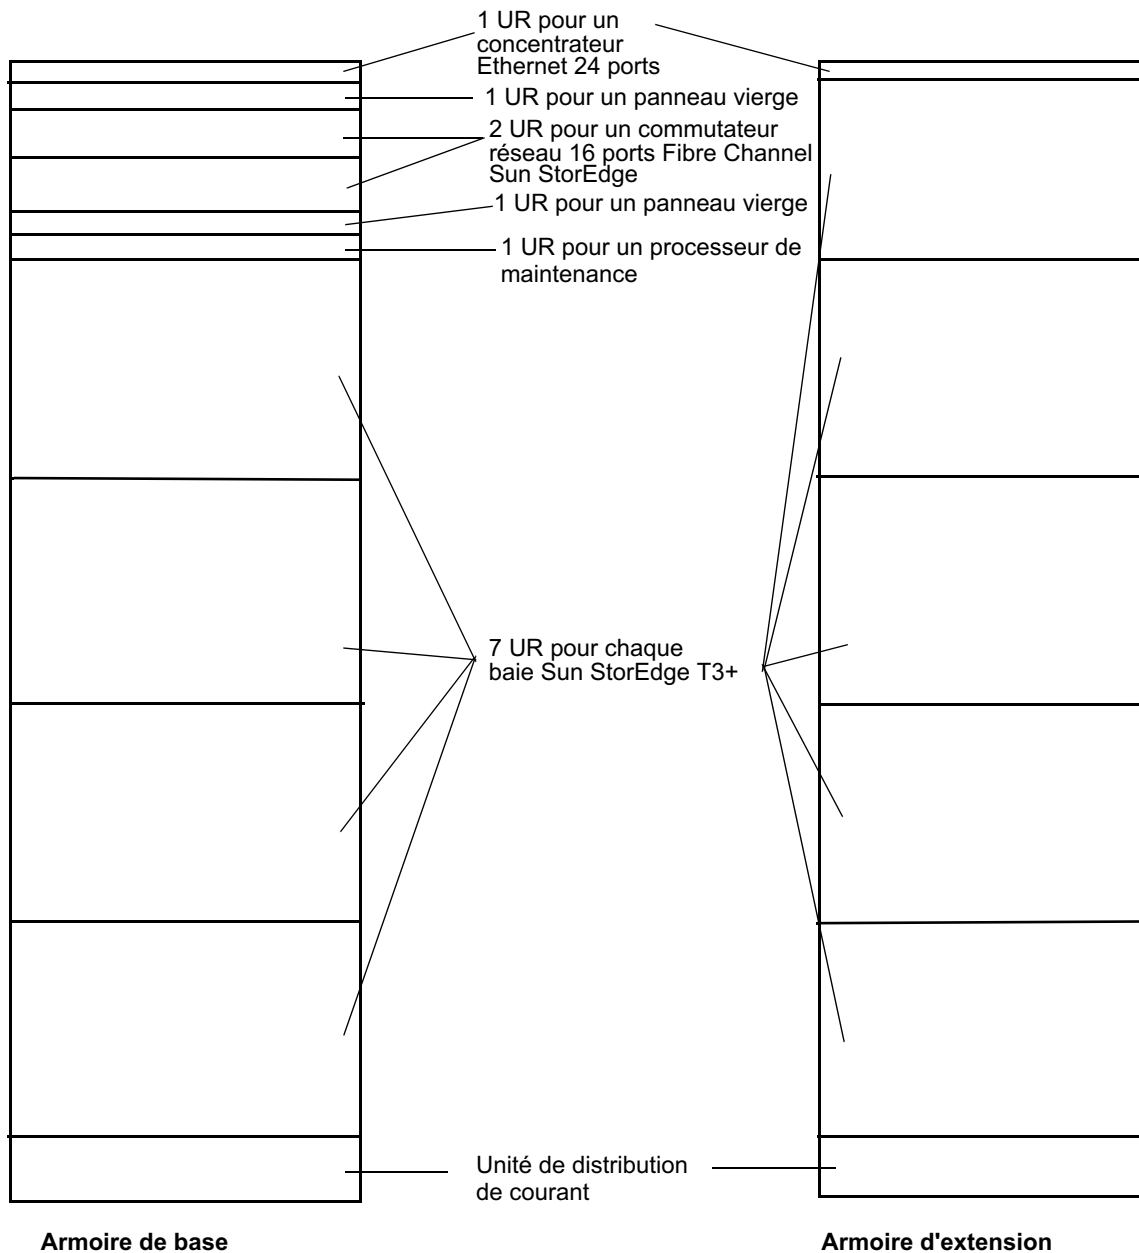 1 UR pour un
concentrateur
Ethernet 24 ports
1 UR pour un panneau vierge
2 UR pour un commutateur
réseau 16 ports Fibre Channel
Sun StorEdge
1 UR pour un panneau vierge
1 UR pour un processeur de
maintenance
7 UR pour chaque
baie Sun StorEdge T3+
Unité de distribution
de courant
Armoire de base
Armoire d'extension